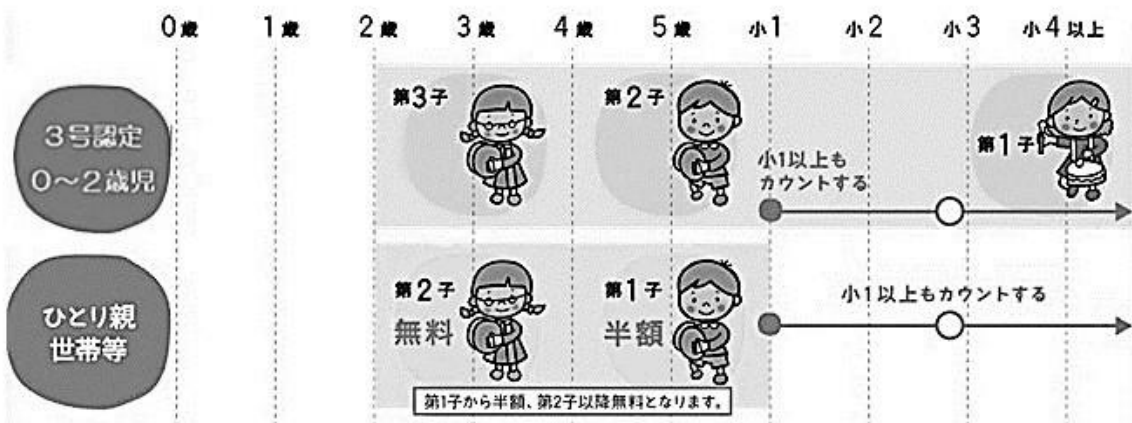 0歳 1歳 2歳 3歳 4歳 5歳 小1 小2 小3 小4以上
3号認定
0〜2歳児
第3子
第2子
第1子
小1以上も
カウントする
ひとり親
世帯等
第2子
無料
第1子
半額
小1以上もカウントする
第1子から半額、第2子以降無料となります。